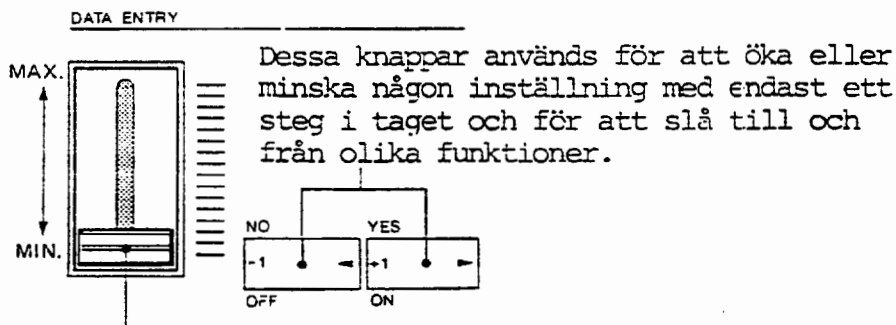 DATA ENTRY
Dessa knappar används för att öka eller
MAX.
minska någon inställning med endast ett
steg i taget och för att slå till och
från olika funktioner.
MIN.
NO YES
-1 +1
OFF ON